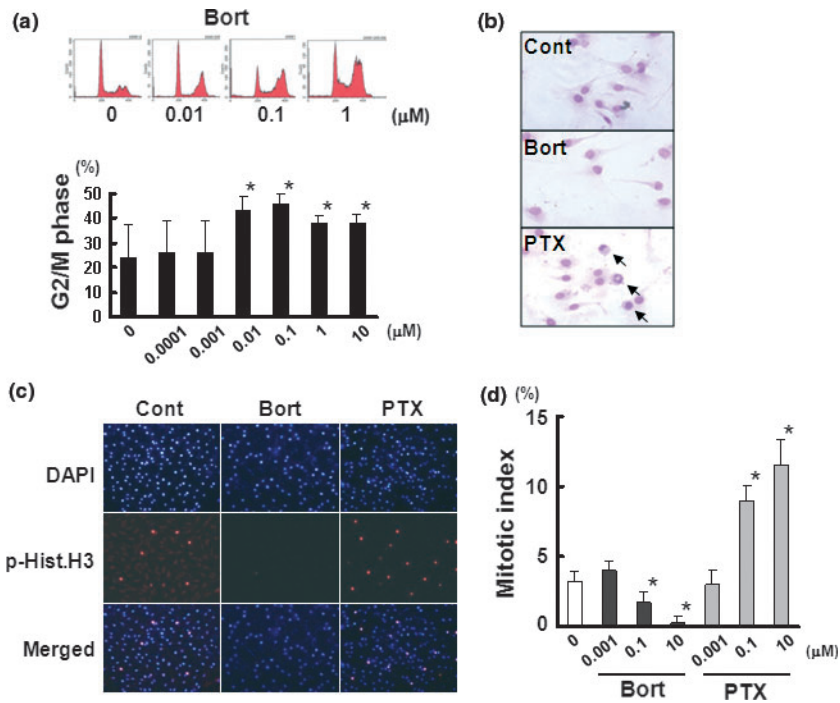 (a)
Bort
0 0.01 0.1 1 (µM)
(%)
G2/M phase
50
40
30
20
10
0
* * * *
0 0.0001 0.001 0.01 0.1 1 10 (µM)
(b)
Cont
Bort
PTX
(c)
Cont Bort PTX
DAPI
p-Hist.H3
Merged
(d)
(%)
Mitotic index
15
10
5
0
* * * *
0 0.001 0.1 10 0.001 0.1 10 (µM)
Bort PTX